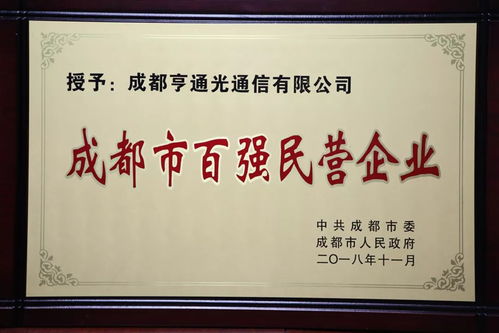 授予：成都亨通光通信有限公司
成都市百强民营企业
中共成都市委
成都市人民政府
二〇一八年十一月